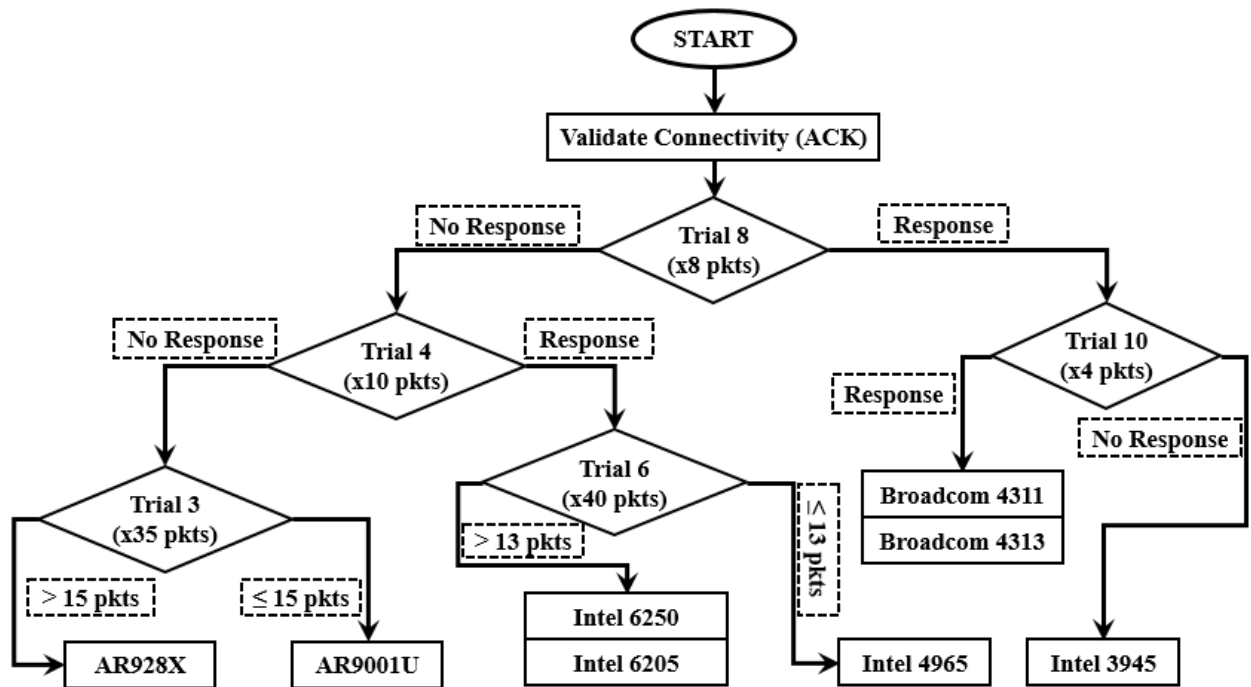 START
Validate Connectivity (ACK)
No Response
Response
Trial 8
(x8 pkts)
No Response
Response
Trial 4
(x10 pkts)
Trial 10
(x4 pkts)
Response
No Response
Trial 6
(x40 pkts)
Trial 3
(x35 pkts)
> 13 pkts
≤ 13 pkts
Broadcom 4311
Broadcom 4313
> 15 pkts
≤ 15 pkts
Intel 6250
Intel 6205
AR928X
AR9001U
Intel 4965
Intel 3945